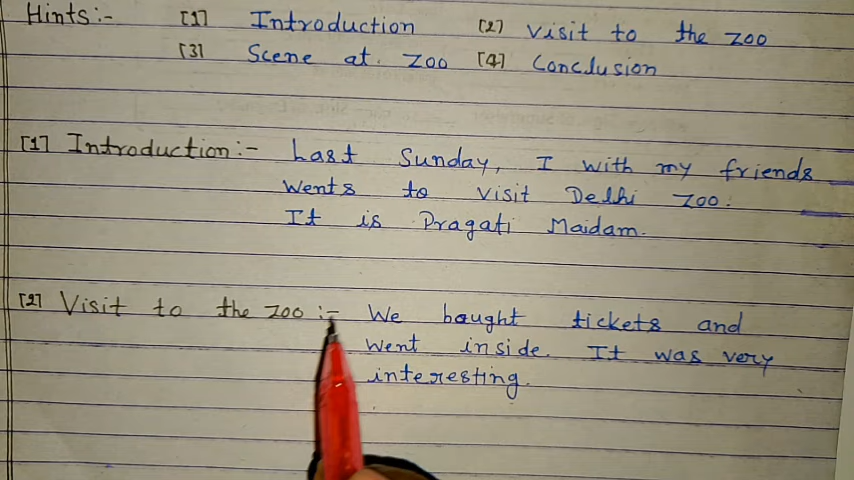 Hints:- [1] Introduction [2] Visit to the zoo
[3] Scene at. zoo [4] Conclusion
[1] Introduction:- Last Sunday, I with my friends
wents to visit Delhi zoo.
It is Pragati Maidam.
[2] Visit to the zoo :- We bought tickets and
went inside. It was very
interesting.